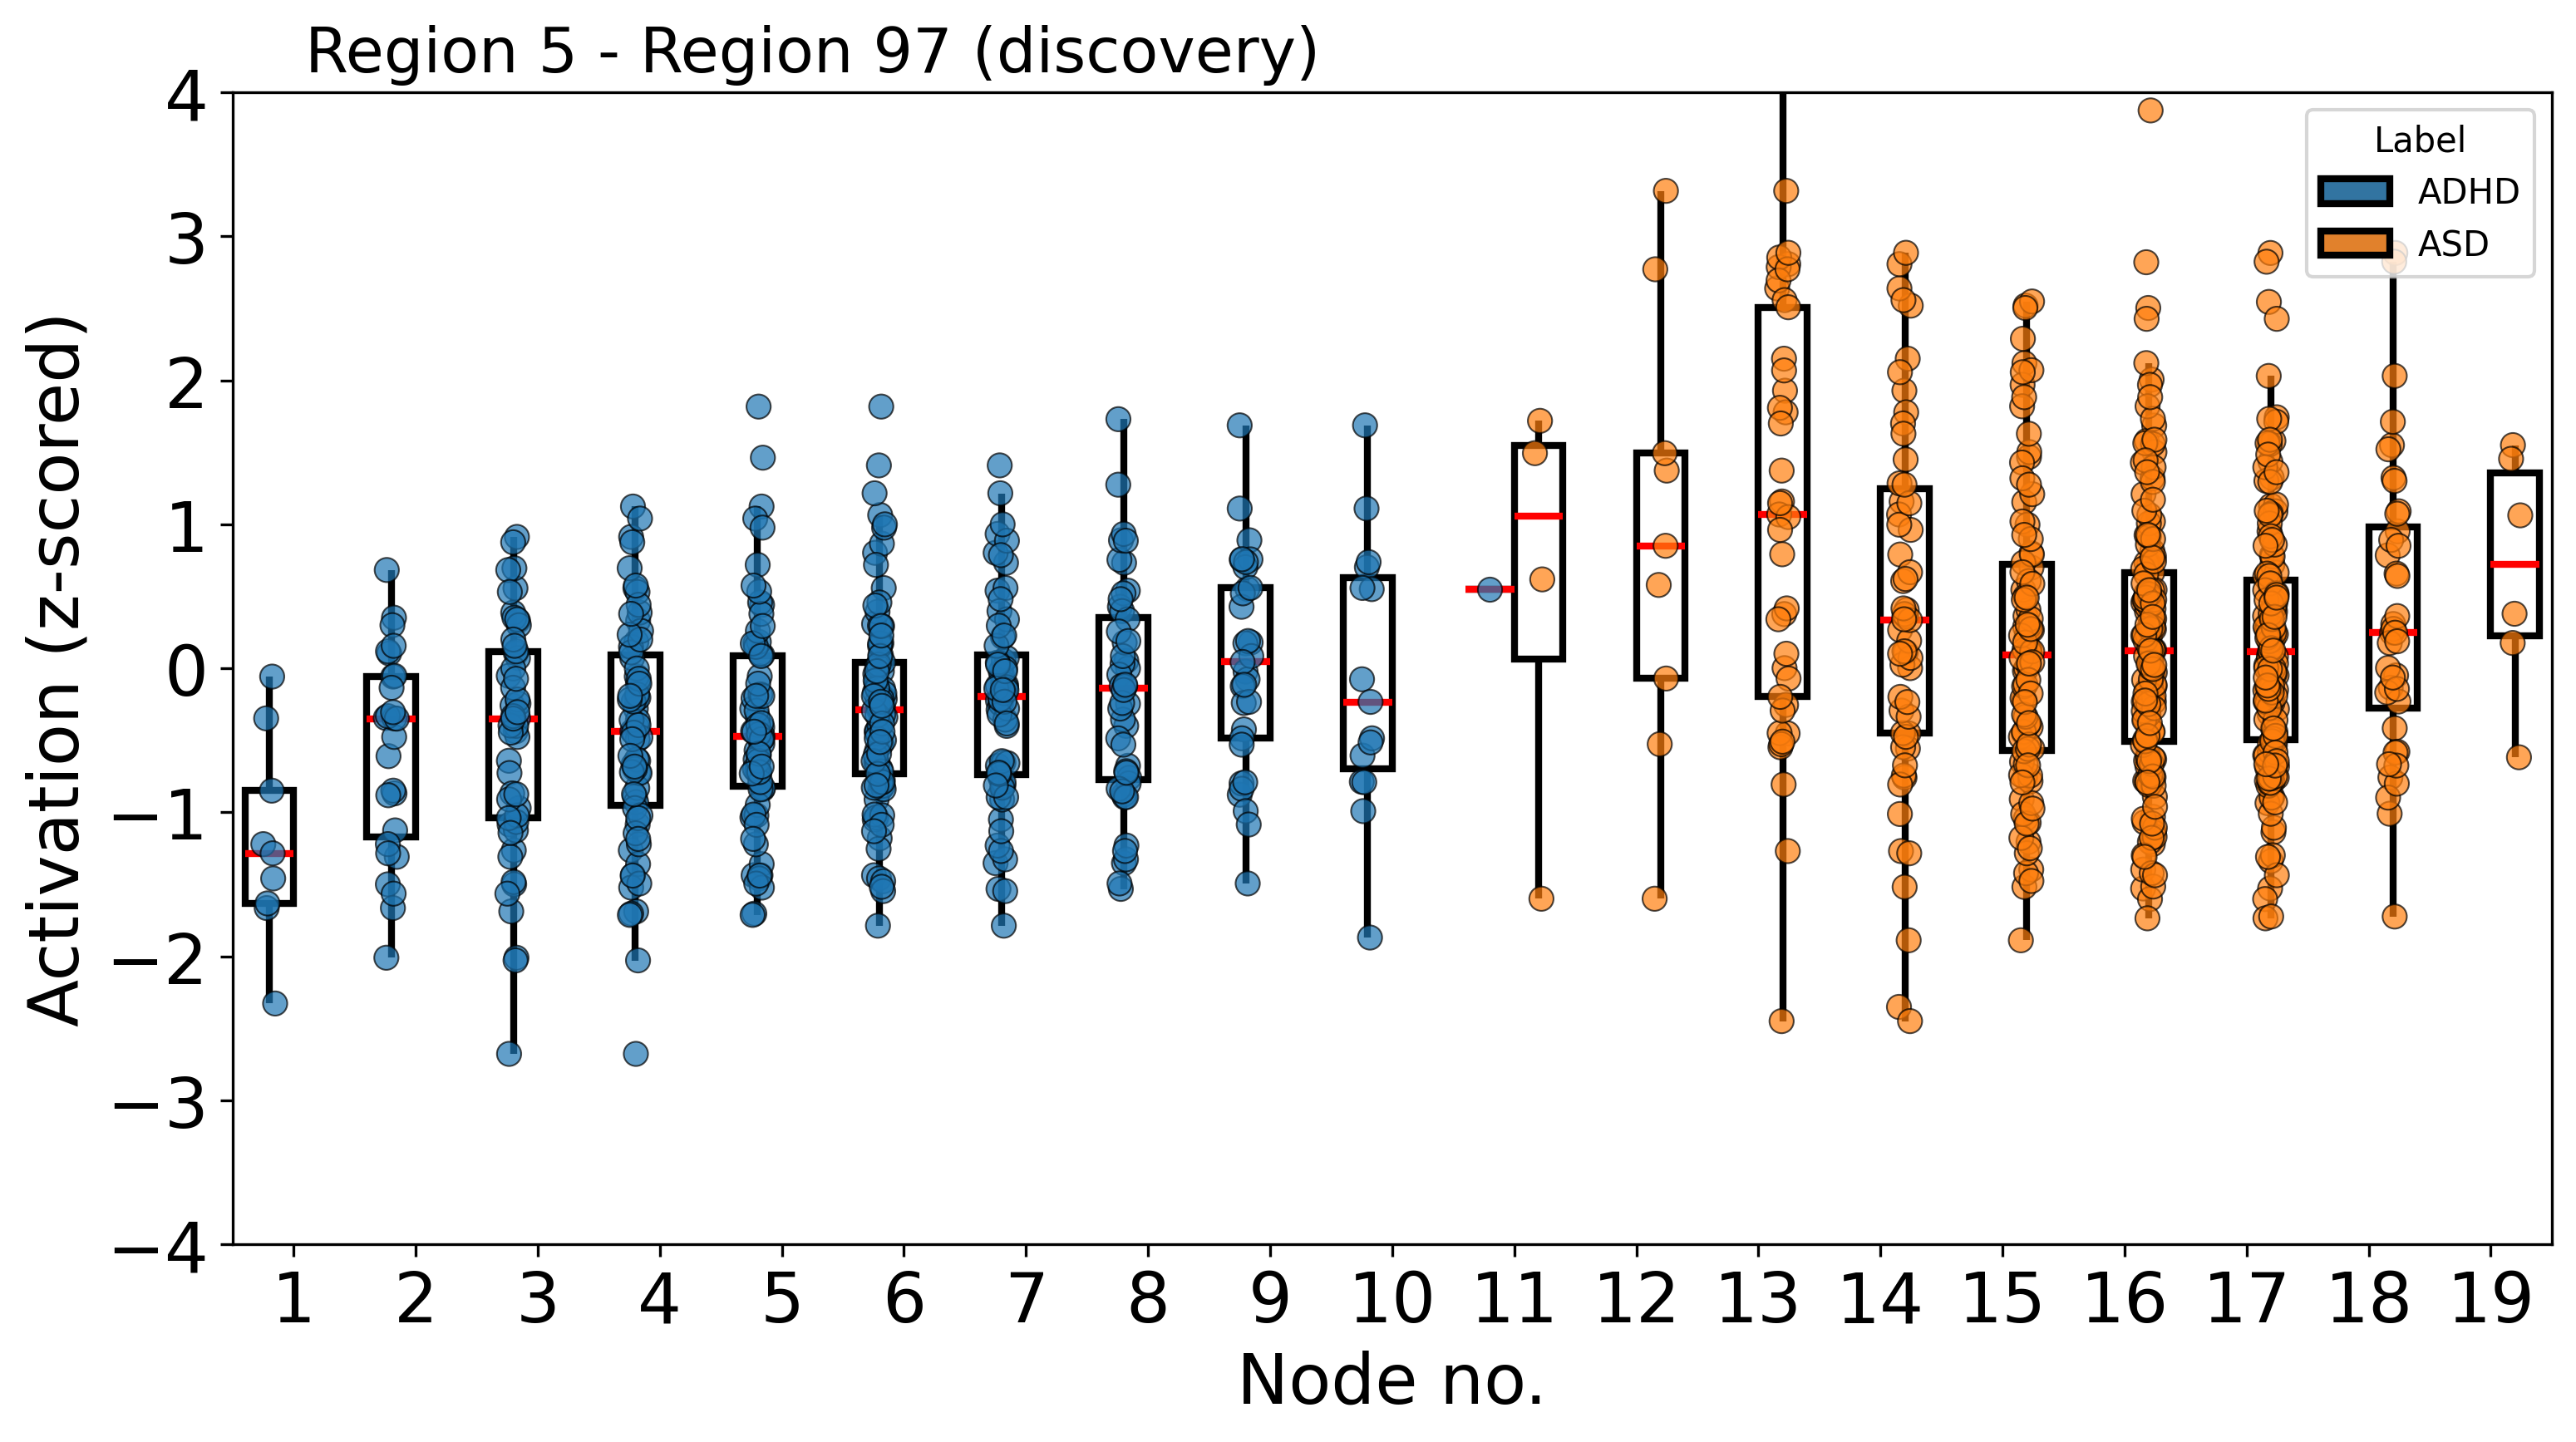 Region 5 - Region 97 (discovery)
Activation (z-scored)
4
3
2
1
0
−1
−2
−3
−4
Label
ADHD
ASD
1 2 3 4 5 6 7 8 9 10 11 12 13 14 15 16 17 18 19
Node no.